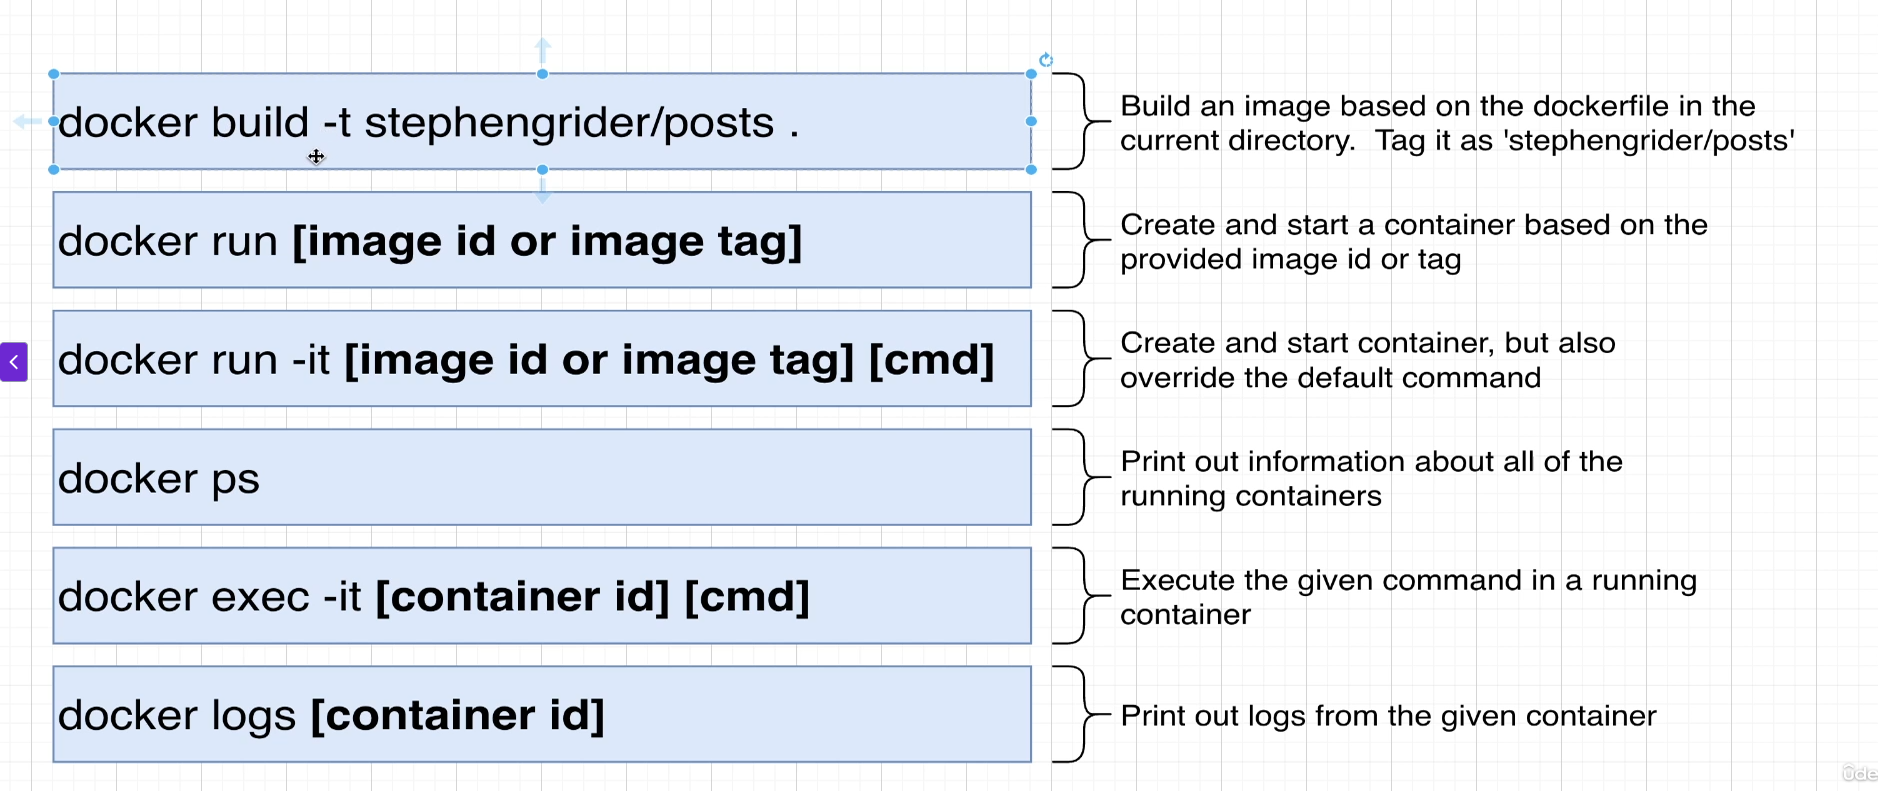 docker build -t stephengrider/posts .
Build an image based on the dockerfile in the
current directory.  Tag it as 'stephengrider/posts'
docker run [image id or image tag]
Create and start a container based on the
provided image id or tag
docker run -it [image id or image tag] [cmd]
Create and start container, but also
override the default command
docker ps
Print out information about all of the
running containers
docker exec -it [container id] [cmd]
Execute the given command in a running
container
docker logs [container id]
Print out logs from the given container